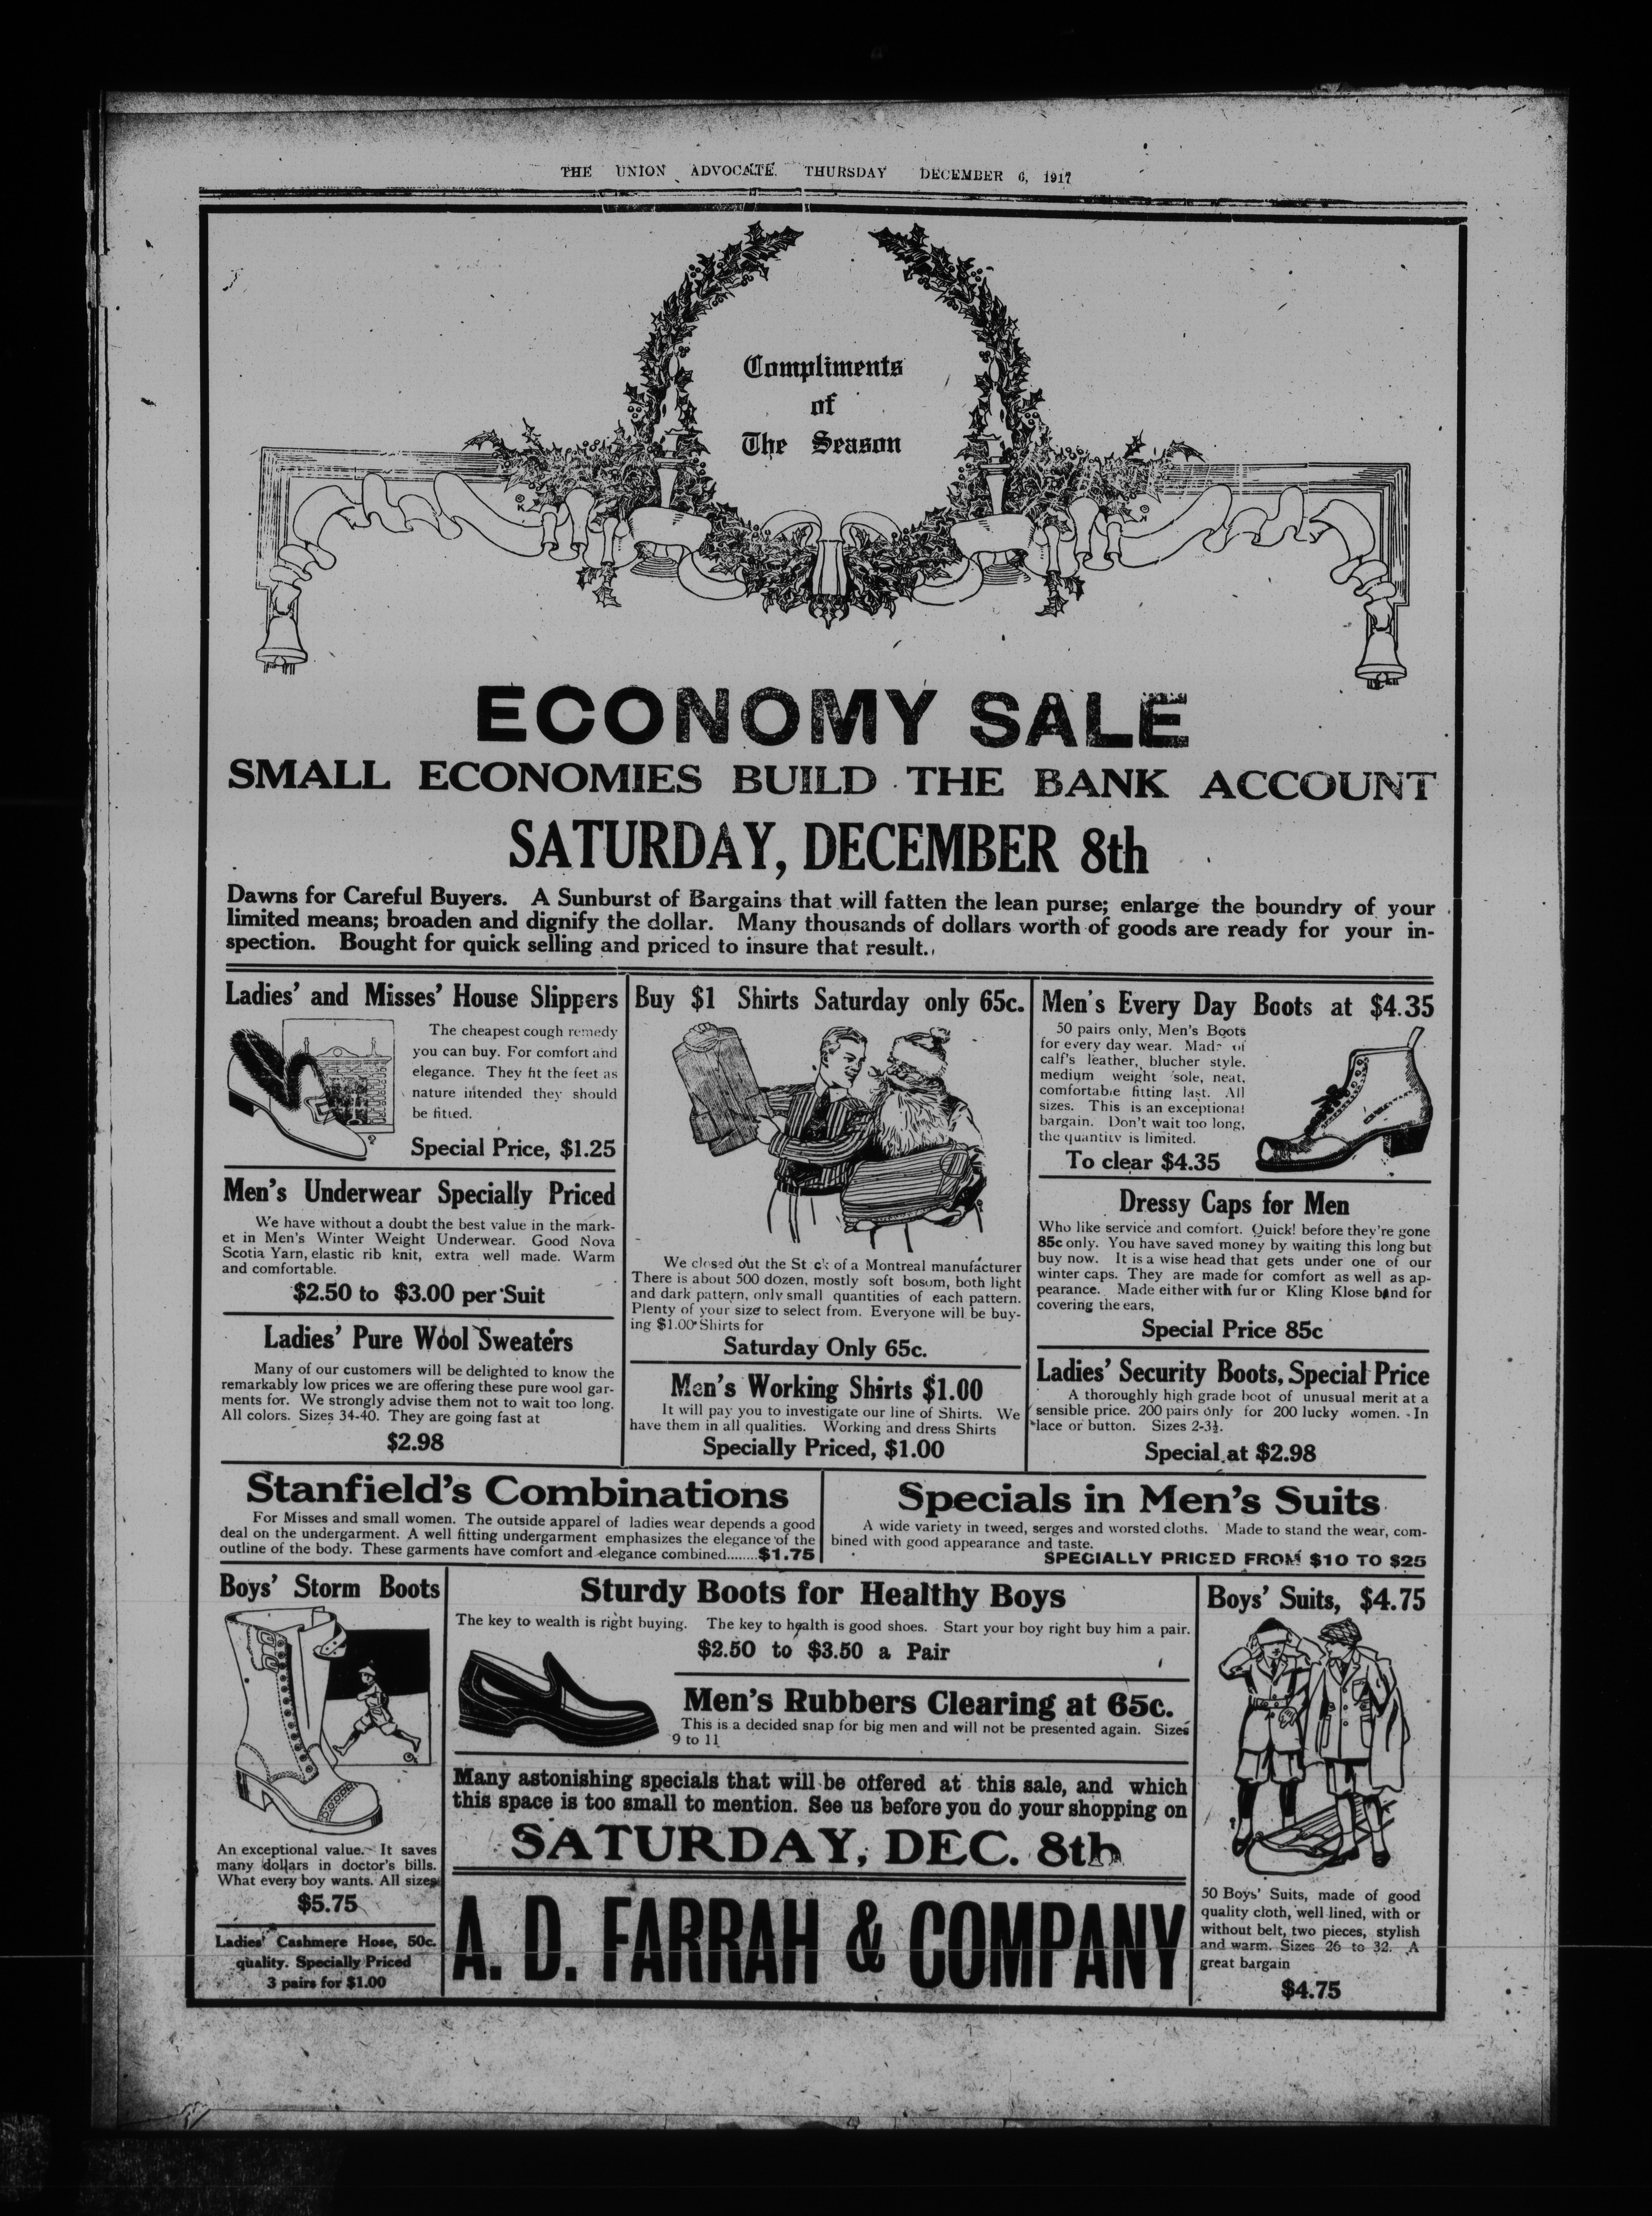 THE UNION ADVOCATE, THURSDAY DECEMBER 6, 1917
Compliments
of
The Season
ECONOMY SALE
SMALL ECONOMIES BUILD THE BANK ACCOUNT
SATURDAY, DECEMBER 8th
Dawns for Careful Buyers. A Sunburst of Bargains that will fatten the lean purse; enlarge the boundry of your
limited means; broaden and dignify the dollar. Many thousands of dollars worth of goods are ready for your in-
spection. Bought for quick selling and priced to insure that result.
Ladies' and Misses' House Slippers
The cheapest cough remedy
you can buy. For comfort and
elegance. They fit the feet as
nature intended they should
be fitted.
Special Price, $1.25
Men's Underwear Specially Priced
We have without a doubt the best value in the mark-
et in Men's Winter Weight Underwear. Good Nova
Scotia Yarn, elastic rib knit, extra well made. Warm
and comfortable.
$2.50 to $3.00 per Suit
Ladies' Pure Wool Sweaters
Many of our customers will be delighted to know the
remarkably low prices we are offering these pure wool gar-
ments for. We strongly advise them not to wait too long.
All colors. Sizes 34-40. They are going fast at
$2.98
Buy $1 Shirts Saturday only 65c.
We closed out the St ck of a Montreal manufacturer
There is about 500 dozen, mostly soft bosom, both light
and dark pattern, only small quantities of each pattern.
Plenty of your size to select from. Everyone will be buy-
ing $1.00 Shirts for
Saturday Only 65c.
Men's Working Shirts $1.00
It will pay you to investigate our line of Shirts. We
have them in all qualities. Working and dress Shirts
Specially Priced, $1.00
Men's Every Day Boots at $4.35
50 pairs only, Men's Boots
for every day wear. Made of
calf's leather, blucher style,
medium weight sole, neat,
comfortable fitting last. All
sizes. This is an exceptional
bargain. Don't wait too long,
the quantity is limited.
To clear $4.35
Dressy Caps for Men
Who like service and comfort. Quick! before they're gone
85c only. You have saved money by waiting this long but
buy now. It is a wise head that gets under one of our
winter caps. They are made for comfort as well as ap-
pearance. Made either with fur or Kling Klose band for
covering the ears,
Special Price 85c
Ladies' Security Boots, Special Price
A thoroughly high grade boot of unusual merit at a
sensible price. 200 pairs only for 200 lucky women. In
lace or button. Sizes 2-3½.
Special at $2.98
Stanfield's Combinations
For Misses and small women. The outside apparel of ladies wear depends a good
deal on the undergarment. A well fitting undergarment emphasizes the elegance of the
outline of the body. These garments have comfort and elegance combined........$1.75
Specials in Men's Suits
A wide variety in tweed, serges and worsted cloths. Made to stand the wear, com-
bined with good appearance and taste.
SPECIALLY PRICED FROM $10 TO $25
Boys' Storm Boots
An exceptional value. It saves
many dollars in doctor's bills.
What every boy wants. All sizes
$5.75
Ladies' Cashmere Hose, 50c.
quality. Specially Priced
3 pairs for $1.00
Sturdy Boots for Healthy Boys
The key to wealth is right buying. The key to health is good shoes. Start your boy right buy him a pair.
$2.50 to $3.50 a Pair
Men's Rubbers Clearing at 65c.
This is a decided snap for big men and will not be presented again. Sizes
9 to 11
Many astonishing specials that will be offered at this sale, and which
this space is too small to mention. See us before you do your shopping on
SATURDAY, DEC. 8th
A. D. FARRAH & COMPANY
Boys' Suits, $4.75
50 Boys' Suits, made of good
quality cloth, well lined, with or
without belt, two pieces, stylish
and warm. Sizes 26 to 32. A
great bargain
$4.75